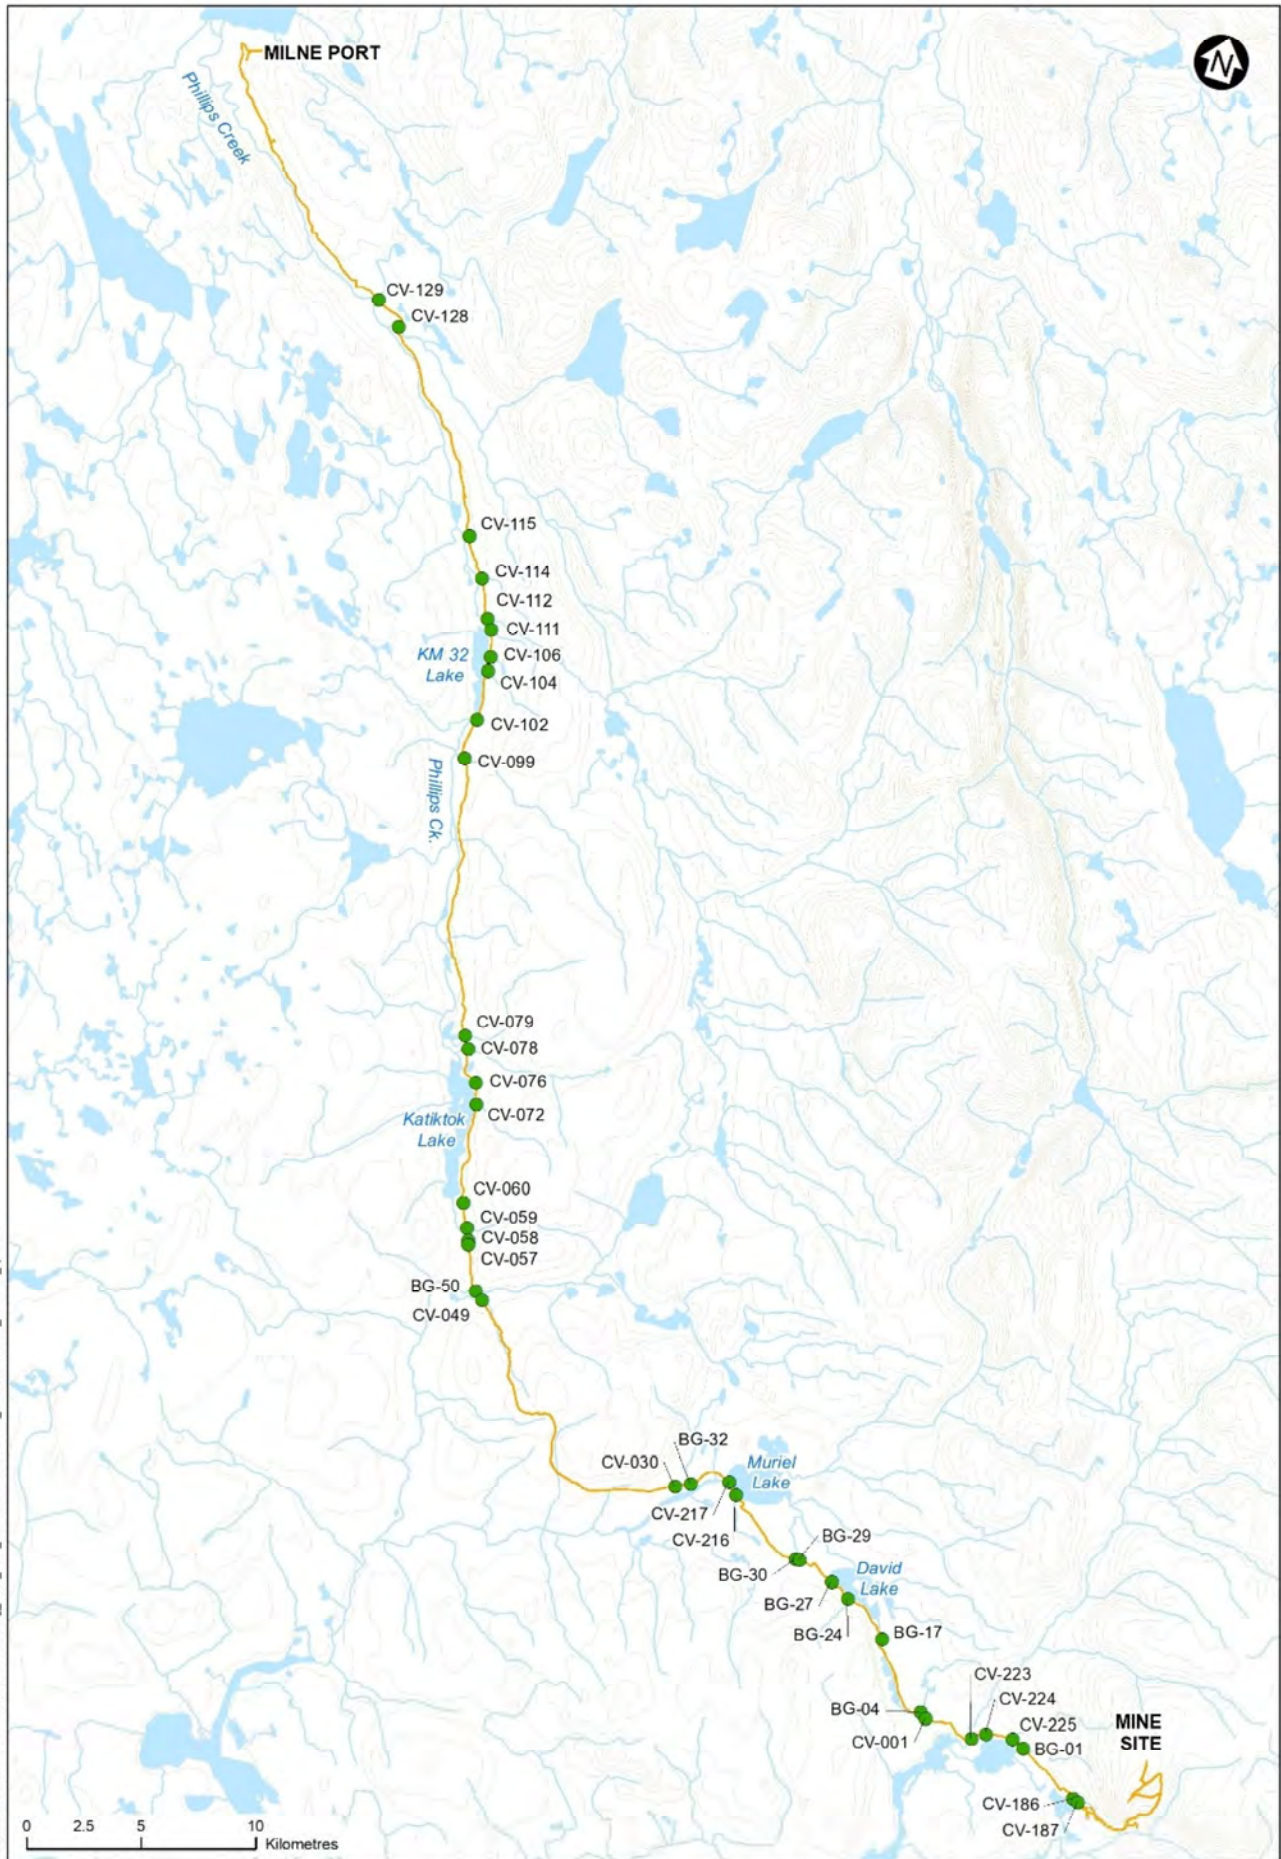 MILNE PORT
N
Phillips Creek
CV-129
CV-128
CV-115
CV-114
CV-112
CV-111
KM 32
Lake
CV-106
CV-104
CV-102
CV-099
Phillips Ck.
CV-079
CV-078
CV-076
CV-072
Katiktok
Lake
CV-060
CV-059
CV-058
CV-057
BG-50
CV-049
BG-32
CV-030
Muriel
Lake
CV-217
CV-216
BG-29
BG-30
David
Lake
BG-27
BG-24
BG-17
CV-223
CV-224
BG-04
CV-225
CV-001
BG-01
MINE
SITE
CV-186
CV-187
0 2.5 5 10
Kilometres